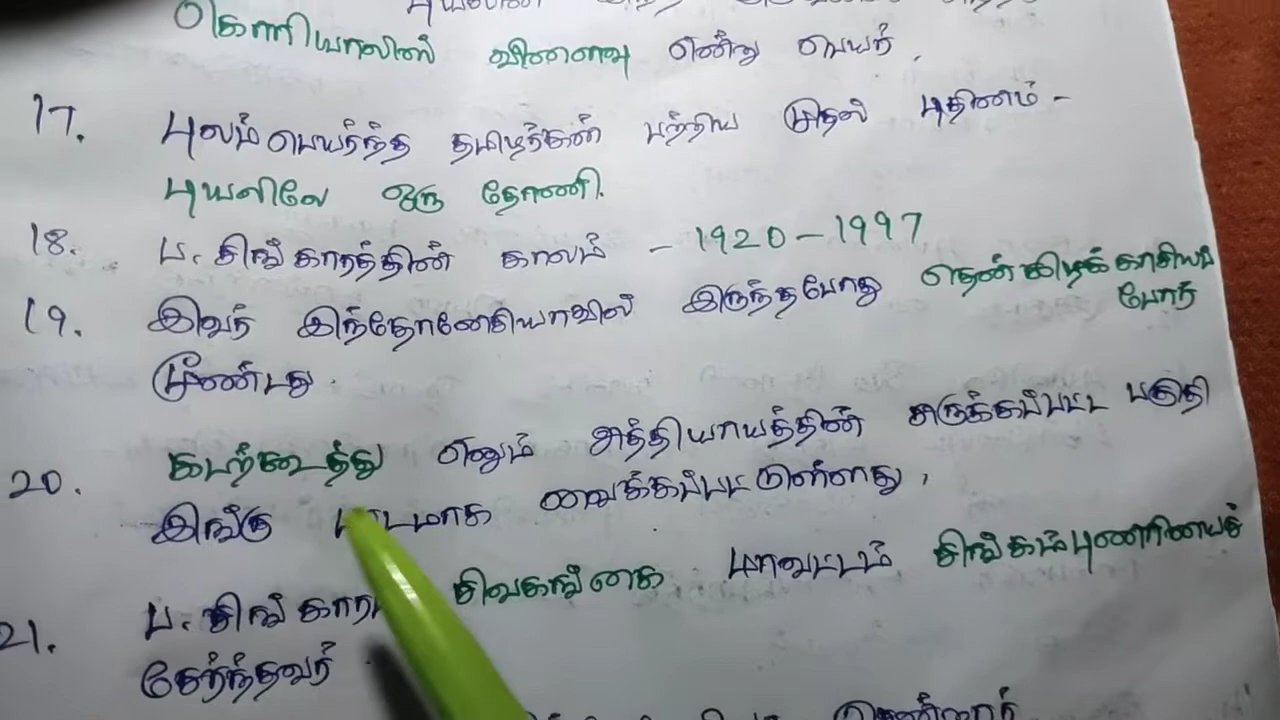 விளைவு என்று பெயர்.
17. புலம்பெயர்ந்த தமிழர்கள் பற்றிய முதல் புதினம் -
புயலிலே ஒரு தோணி.
18. ப. சிங்காரத்தின் காலம் - 1920 - 1997
19. இவர் இந்தோனேசியாவில் இருந்தபோது தென்கிழக்காசியப்
போர்
மூண்டது.
20. கடற்கூத்து எனும் அத்தியாயத்தின் சுருக்கப்பட்ட பகுதி
இங்கு பாடமாக வைக்கப்பட்டுள்ளது.
21. ப. சிங்காரம் சிவகங்கை மாவட்டம் சிங்கம்புணரியைச்
சேர்ந்தவர்